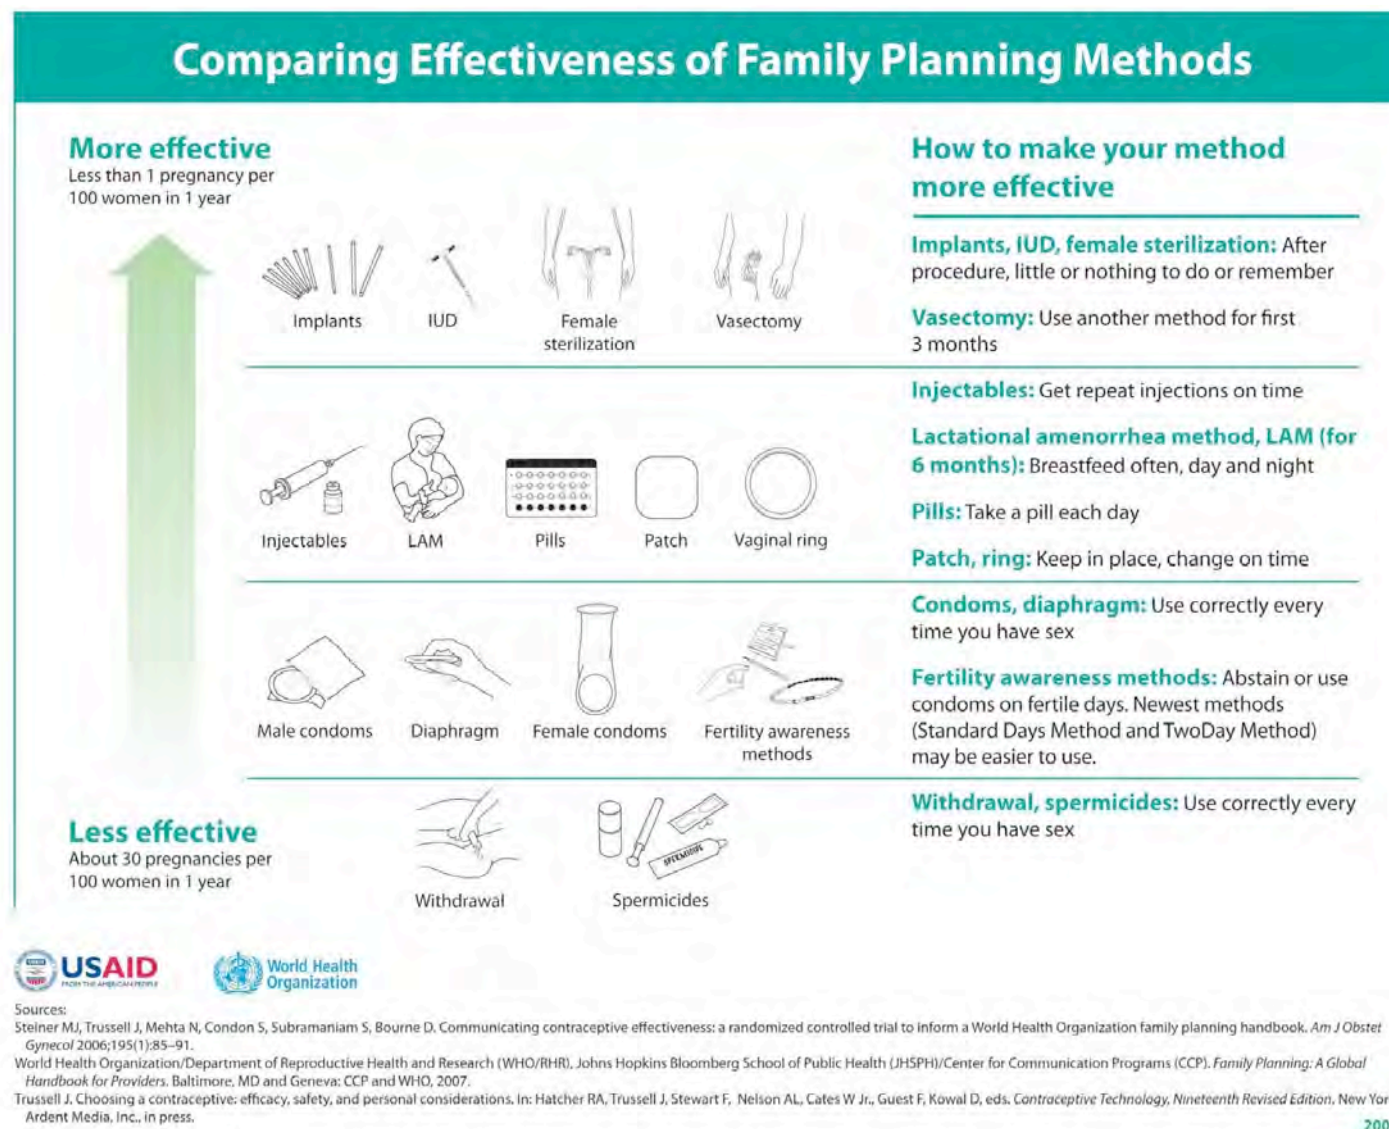 Comparing Effectiveness of Family Planning Methods
More effective
Less than 1 pregnancy per
100 women in 1 year
Implants
IUD
Female
sterilization
Vasectomy
Injectables
LAM
Pills
Patch
Vaginal ring
Male condoms
Diaphragm
Female condoms
Fertility awareness
methods
Less effective
About 30 pregnancies per
100 women in 1 year
SPERMICIDE
Withdrawal
Spermicides
How to make your method
more effective
Implants, IUD, female sterilization: After
procedure, little or nothing to do or remember
Vasectomy: Use another method for first
3 months
Injectables: Get repeat injections on time
Lactational amenorrhea method, LAM (for
6 months): Breastfeed often, day and night
Pills: Take a pill each day
Patch, ring: Keep in place, change on time
Condoms, diaphragm: Use correctly every
time you have sex
Fertility awareness methods: Abstain or use
condoms on fertile days. Newest methods
(Standard Days Method and TwoDay Method)
may be easier to use.
Withdrawal, spermicides: Use correctly every
time you have sex
USAID
FROM THE AMERICAN PEOPLE
World Health
Organization
Sources:
Steiner MJ, Trussell J, Mehta N, Condon S, Subramaniam S, Bourne D. Communicating contraceptive effectiveness: a randomized controlled trial to inform a World Health Organization family planning handbook. Am J Obstet
Gynecol 2006;195(1):85–91.
World Health Organization/Department of Reproductive Health and Research (WHO/RHR), Johns Hopkins Bloomberg School of Public Health (JHSPH)/Center for Communication Programs (CCP). Family Planning: A Global
Handbook for Providers. Baltimore, MD and Geneva: CCP and WHO, 2007.
Trussell J. Choosing a contraceptive: efficacy, safety, and personal considerations. In: Hatcher RA, Trussell J, Stewart F, Nelson AL, Cates W Jr., Guest F, Kowal D, eds. Contraceptive Technology, Nineteenth Revised Edition. New Yor
Ardent Media, Inc., in press.
200